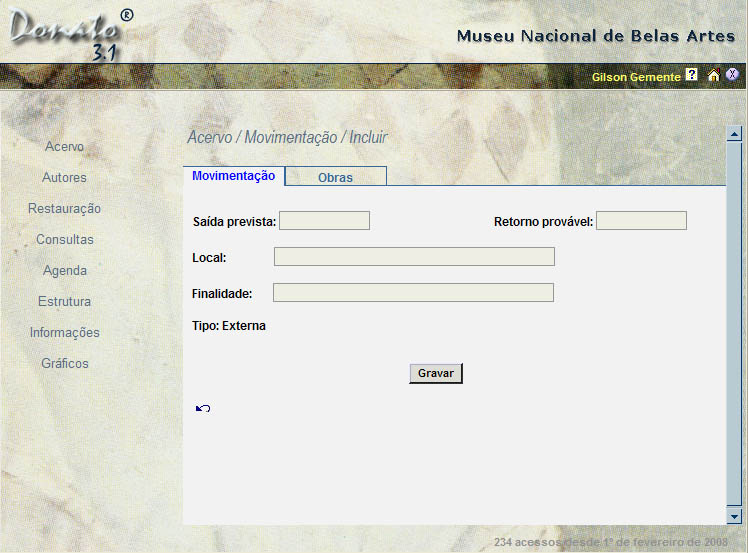 Donato ®
3.1
Museu Nacional de Belas Artes
Gilson Gemente ? X
Acervo
Autores
Restauração
Consultas
Agenda
Estrutura
Informações
Gráficos
Acervo / Movimentação / Incluir
Movimentação Obras
Saída prevista: Retorno provável:
Local:
Finalidade:
Tipo: Externa
Gravar
234 acessos desde 1º de fevereiro de 2008